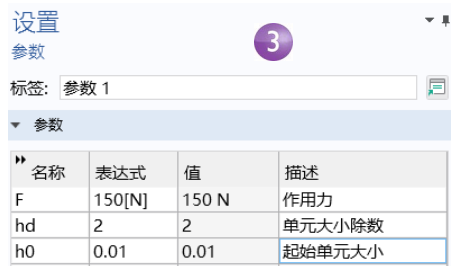 设置
参数
3
标签: 参数 1
参数
名称 表达式 值 描述
F 150[N] 150 N 作用力
hd 2 2 单元大小除数
h0 0.01 0.01 起始单元大小